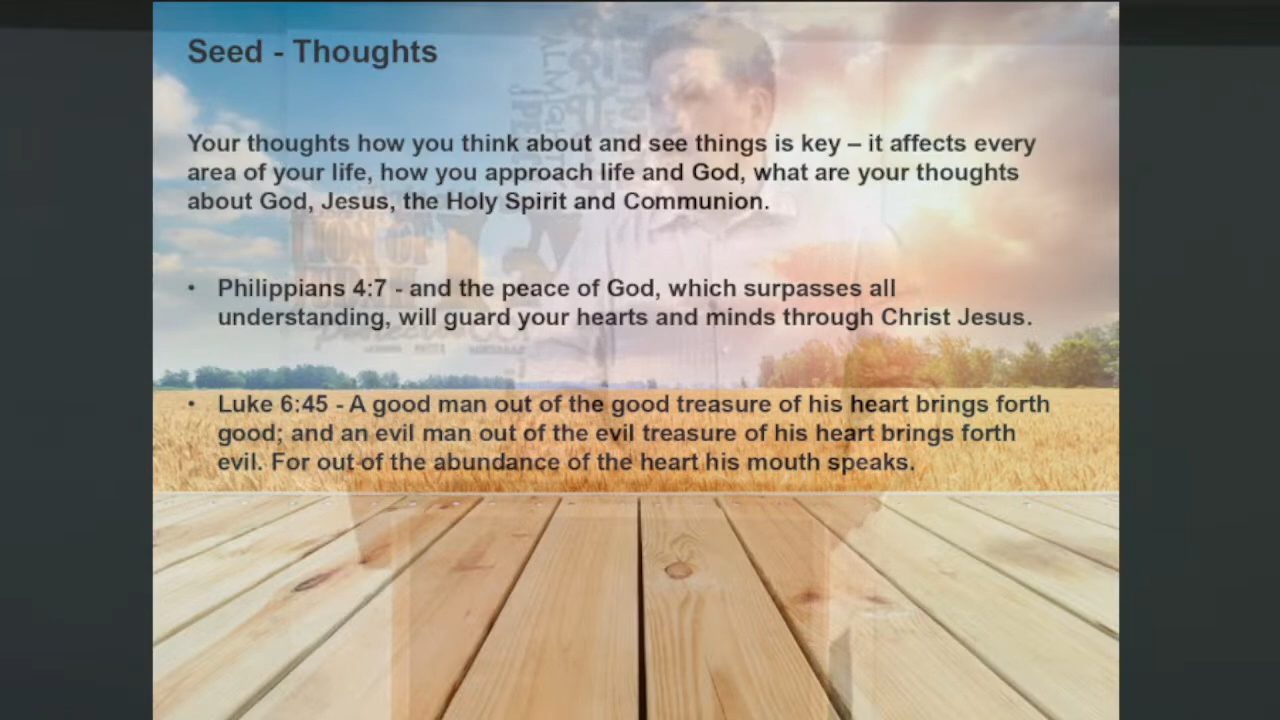 Seed - Thoughts
Your thoughts how you think about and see things is key – it affects every
area of your life, how you approach life and God, what are your thoughts
about God, Jesus, the Holy Spirit and Communion.
• Philippians 4:7 - and the peace of God, which surpasses all
understanding, will guard your hearts and minds through Christ Jesus.
• Luke 6:45 - A good man out of the good treasure of his heart brings forth
good; and an evil man out of the evil treasure of his heart brings forth
evil. For out of the abundance of the heart his mouth speaks.
LION OF